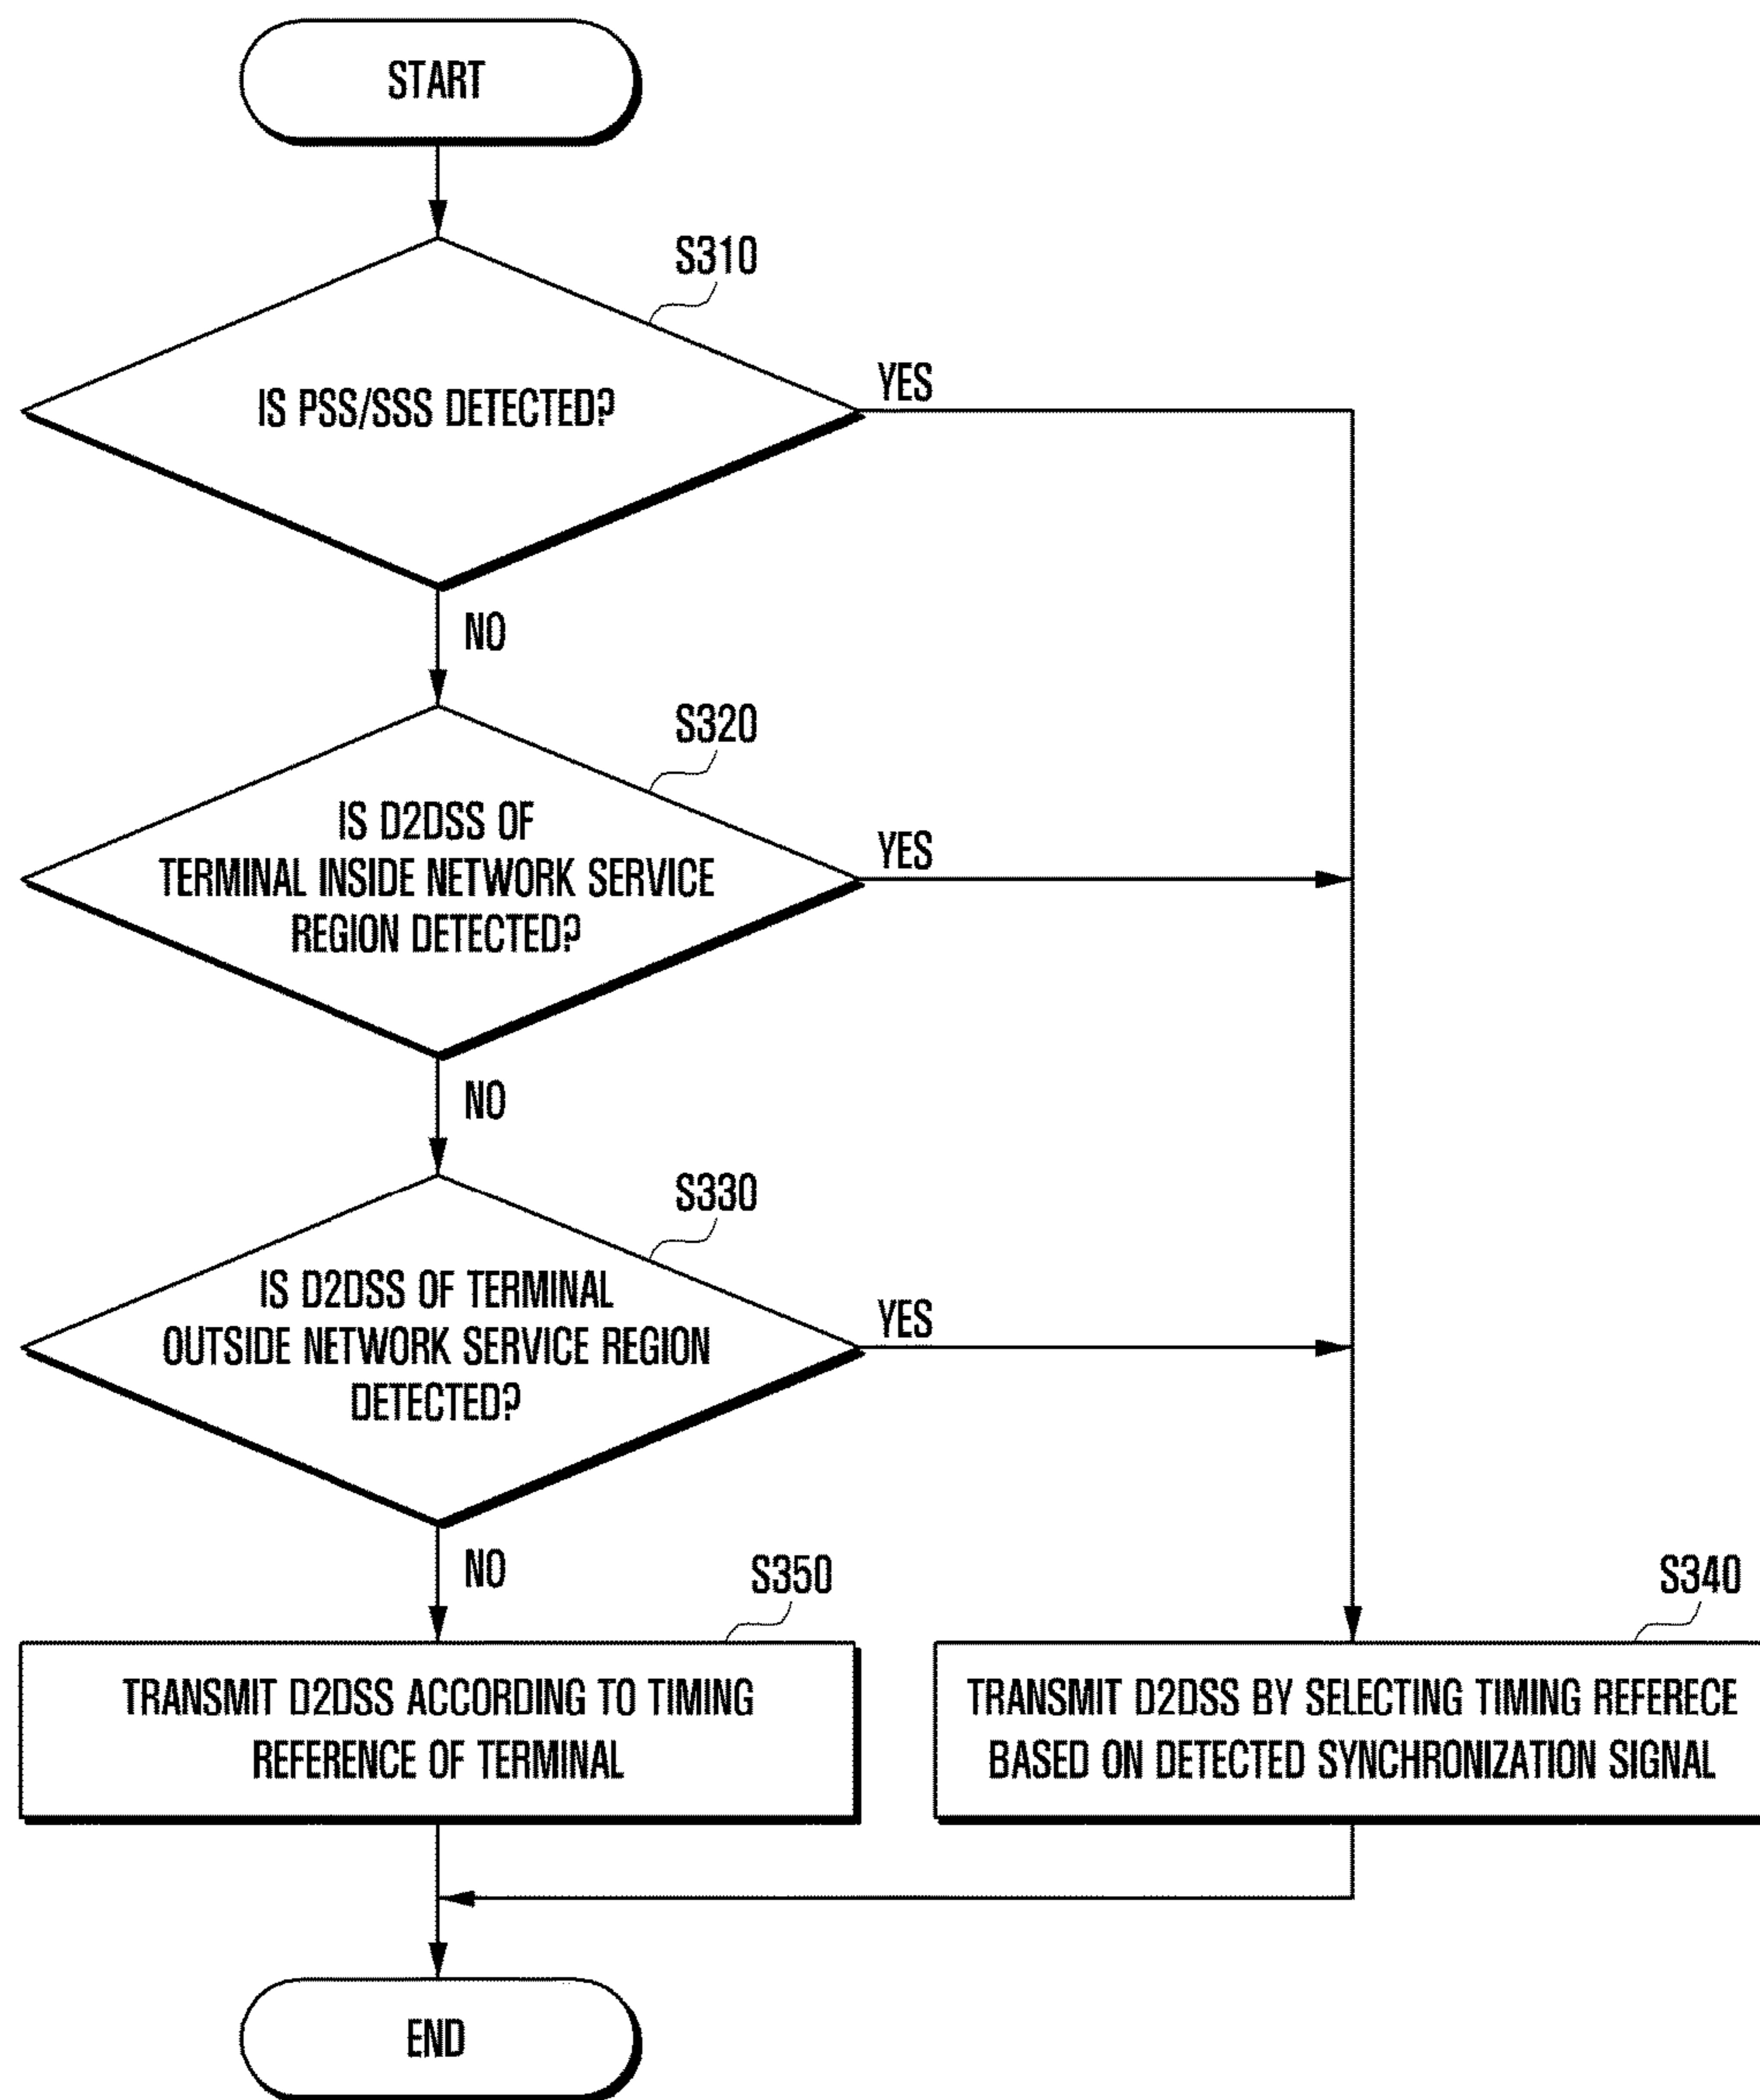 START
S310
IS PSS/SSS DETECTED?
YES
NO
S320
IS D2DSS OF
TERMINAL INSIDE NETWORK SERVICE
REGION DETECTED?
YES
NO
S330
IS D2DSS OF TERMINAL
OUTSIDE NETWORK SERVICE REGION
DETECTED?
YES
NO
S350
TRANSMIT D2DSS ACCORDING TO TIMING
REFERENCE OF TERMINAL
S340
TRANSMIT D2DSS BY SELECTING TIMING REFERECE
BASED ON DETECTED SYNCHRONIZATION SIGNAL
END